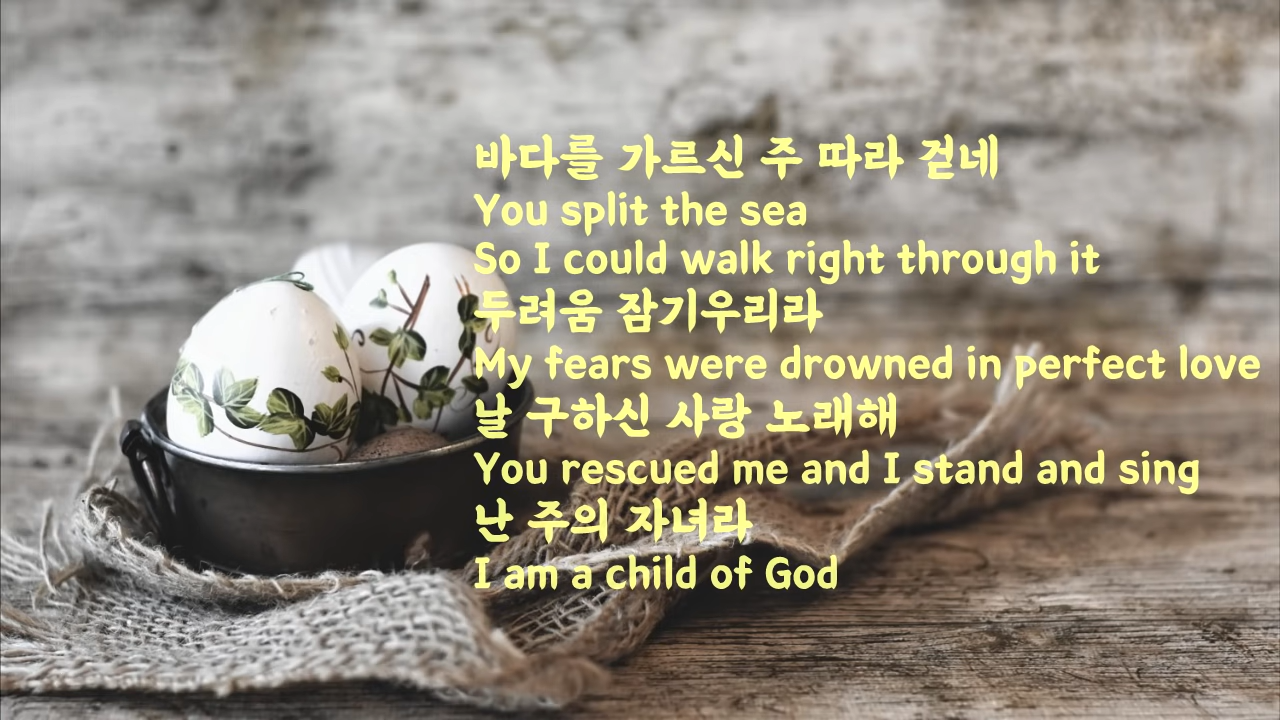 바다를 가르신 주 따라 걷네
You split the sea
So I could walk right through it
두려움 잠기우리라
My fears were drowned in perfect love
날 구하신 사랑 노래해
You rescued me and I stand and sing
난 주의 자녀라
I am a child of God